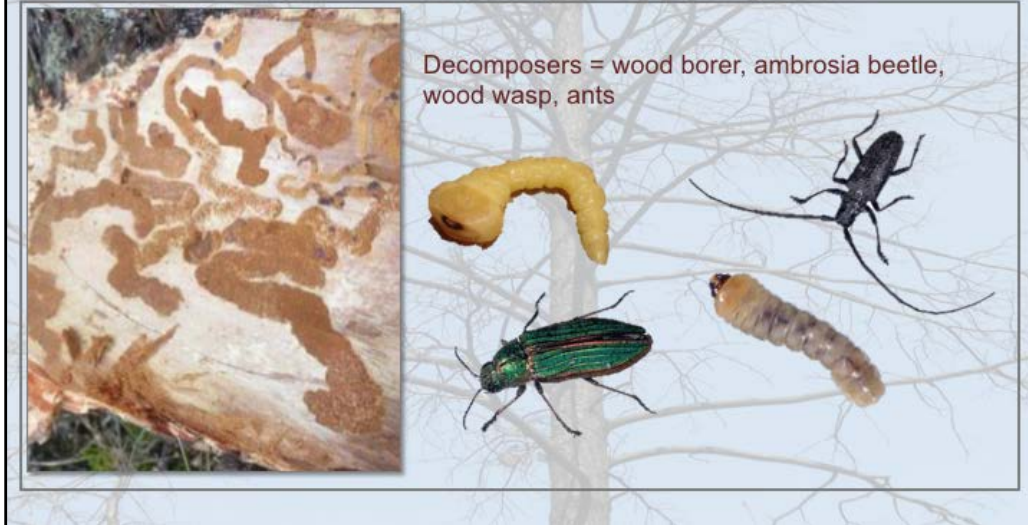 Decomposers = wood borer, ambrosia beetle,
wood wasp, ants